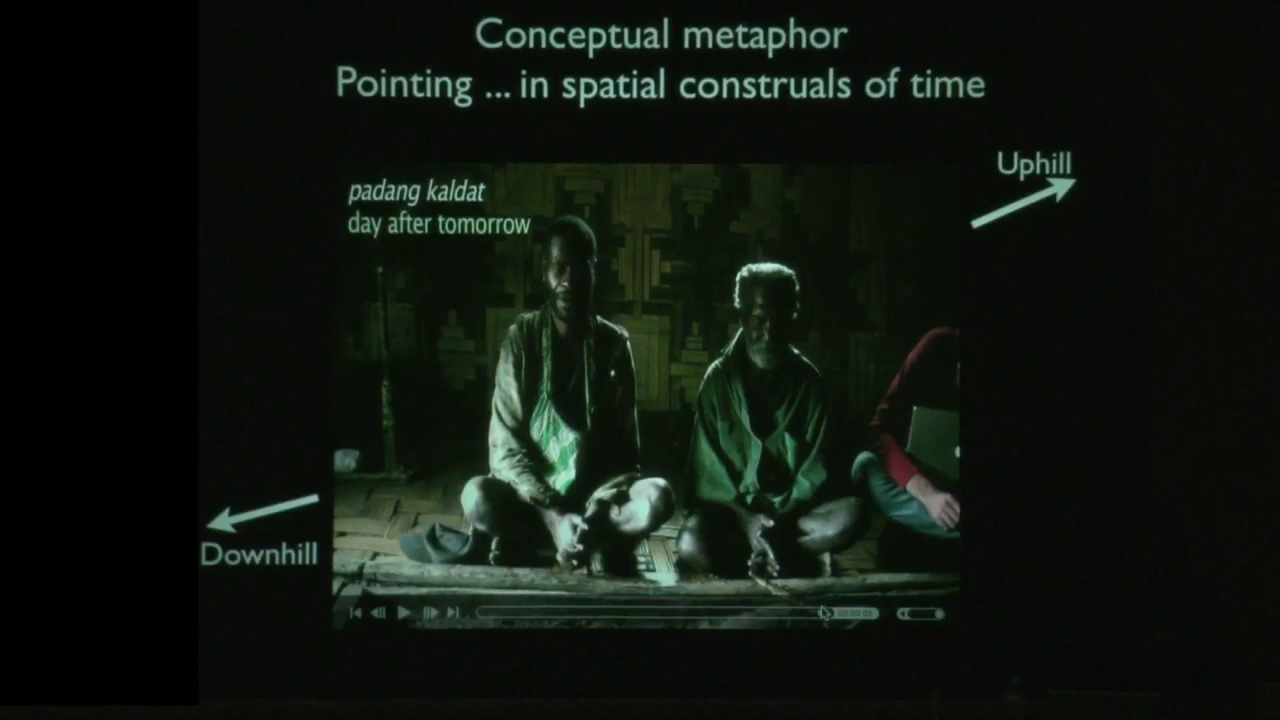 Conceptual metaphor
Pointing ... in spatial construals of time
Uphill
padang kaldat
day after tomorrow
Downhill